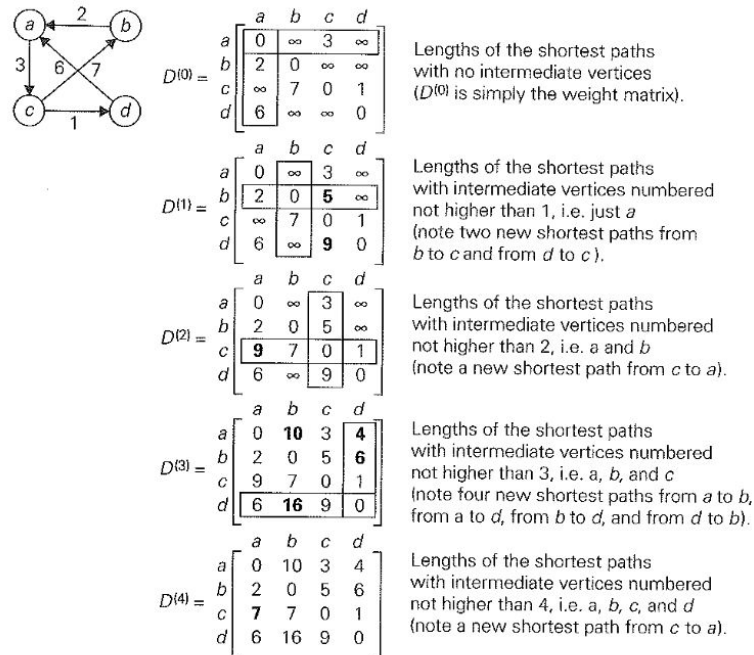 a 2 b
3 6 7
c 1 d
a b c d
D(0) =
a 0 ∞ 3 ∞
b 2 0 ∞ ∞
c ∞ 7 0 1
d 6 ∞ ∞ 0
Lengths of the shortest paths
with no intermediate vertices
(D(0) is simply the weight matrix).
a b c d
D(1) =
a 0 ∞ 3 ∞
b 2 0 5 ∞
c ∞ 7 0 1
d 6 ∞ 9 0
Lengths of the shortest paths
with intermediate vertices numbered
not higher than 1, i.e. just a
(note two new shortest paths from
b to c and from d to c).
a b c d
D(2) =
a 0 ∞ 3 ∞
b 2 0 5 ∞
c 9 7 0 1
d 6 ∞ 9 0
Lengths of the shortest paths
with intermediate vertices numbered
not higher than 2, i.e. a and b
(note a new shortest path from c to a).
a b c d
D(3) =
a 0 10 3 4
b 2 0 5 6
c 9 7 0 1
d 6 16 9 0
Lengths of the shortest paths
with intermediate vertices numbered
not higher than 3, i.e. a, b, and c
(note four new shortest paths from a to b,
from a to d, from b to d, and from d to b).
a b c d
D(4) =
a 0 10 3 4
b 2 0 5 6
c 7 7 0 1
d 6 16 9 0
Lengths of the shortest paths
with intermediate vertices numbered
not higher than 4, i.e. a, b, c, and d
(note a new shortest path from c to a).